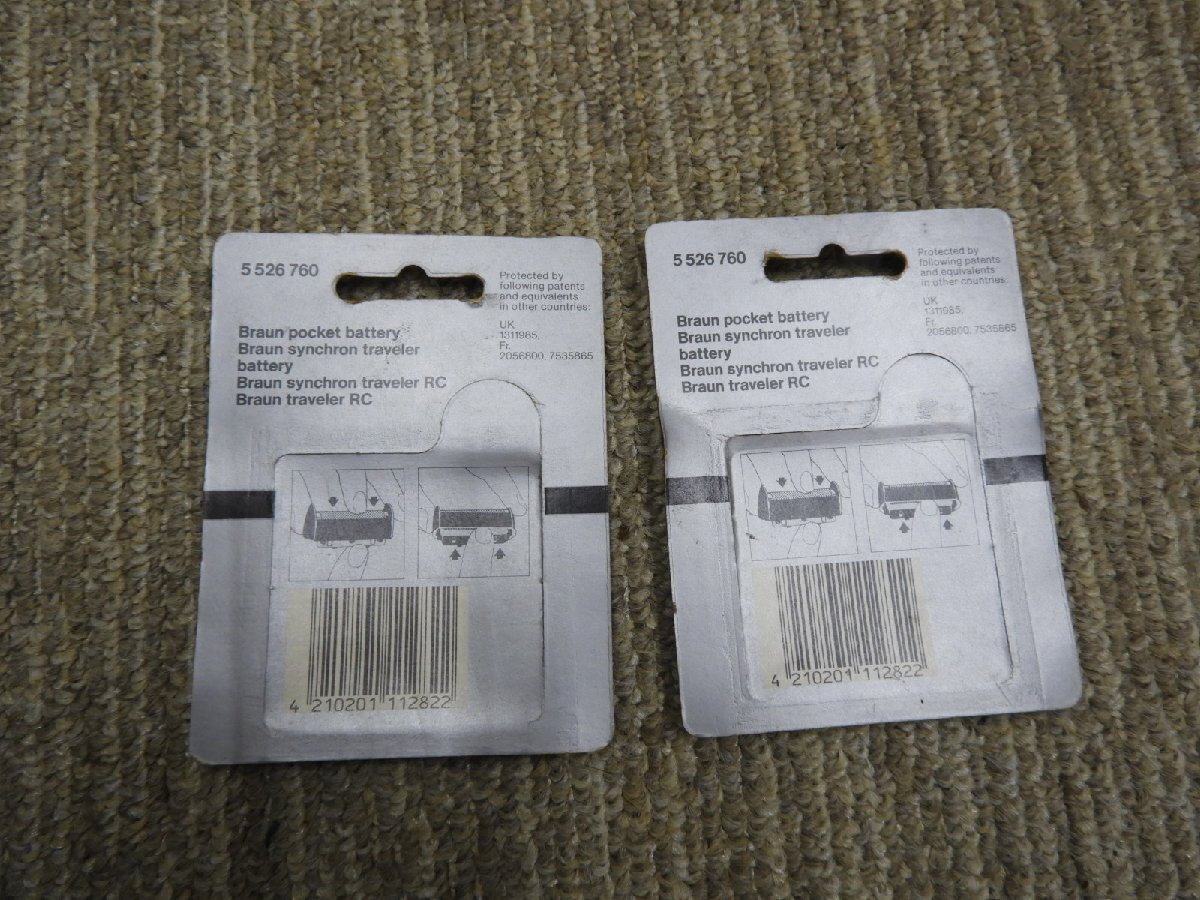 5 526 760
Protected by
following patents
and equivalents
in other countries:
UK
1311985,
Fr.
2056800, 7535865
Braun pocket battery
Braun synchron traveler
battery
Braun synchron traveler RC
Braun traveler RC
4 210201 112822
5 526 760
Protected by
following patents
and equivalents
in other countries:
UK
1311985,
Fr.
2056800, 7535865
Braun pocket battery
Braun synchron traveler
battery
Braun synchron traveler RC
Braun traveler RC
4 210201 112822